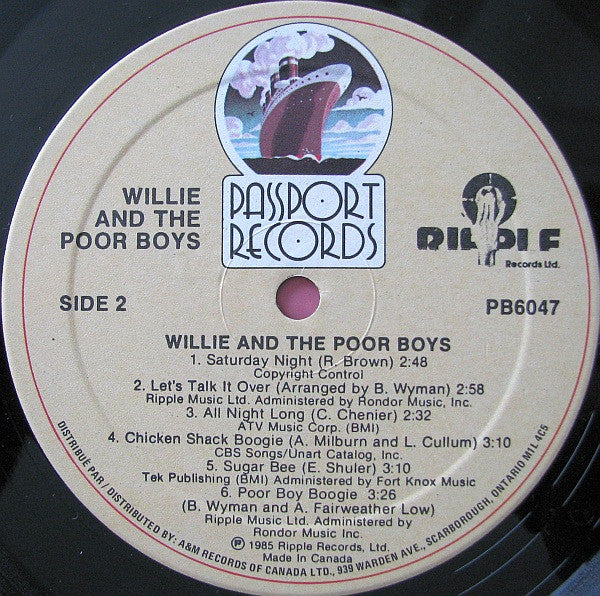 PASSPORT
RECORDS
WILLIE
AND THE
POOR BOYS
RIPPLE
Records Ltd.
SIDE 2
PB6047
WILLIE AND THE POOR BOYS
1. Saturday Night (R. Brown) 2:48
Copyright Control
2. Let's Talk It Over (Arranged by B. Wyman) 2:58
Ripple Music Ltd. Administered by Rondor Music, Inc.
3. All Night Long (C. Chenier) 2:32
ATV Music Corp. (BMI)
4. Chicken Shack Boogie (A. Milburn and L. Cullum) 3:10
CBS Songs/Unart Catalog, Inc.
5. Sugar Bee (E. Shuler) 3:10
Tek Publishing (BMI) Administered by Fort Knox Music
6. Poor Boy Boogie 3:26
(B. Wyman and A. Fairweather Low)
Ripple Music Ltd. Administered by
Rondor Music Inc.
℗ 1985 Ripple Records, Ltd.
Made in Canada
DISTRIBUÉ PAR / DISTRIBUTED BY: A&M RECORDS OF CANADA LTD., 939 WARDEN AVE., SCARBOROUGH, ONTARIO M1L 4C5